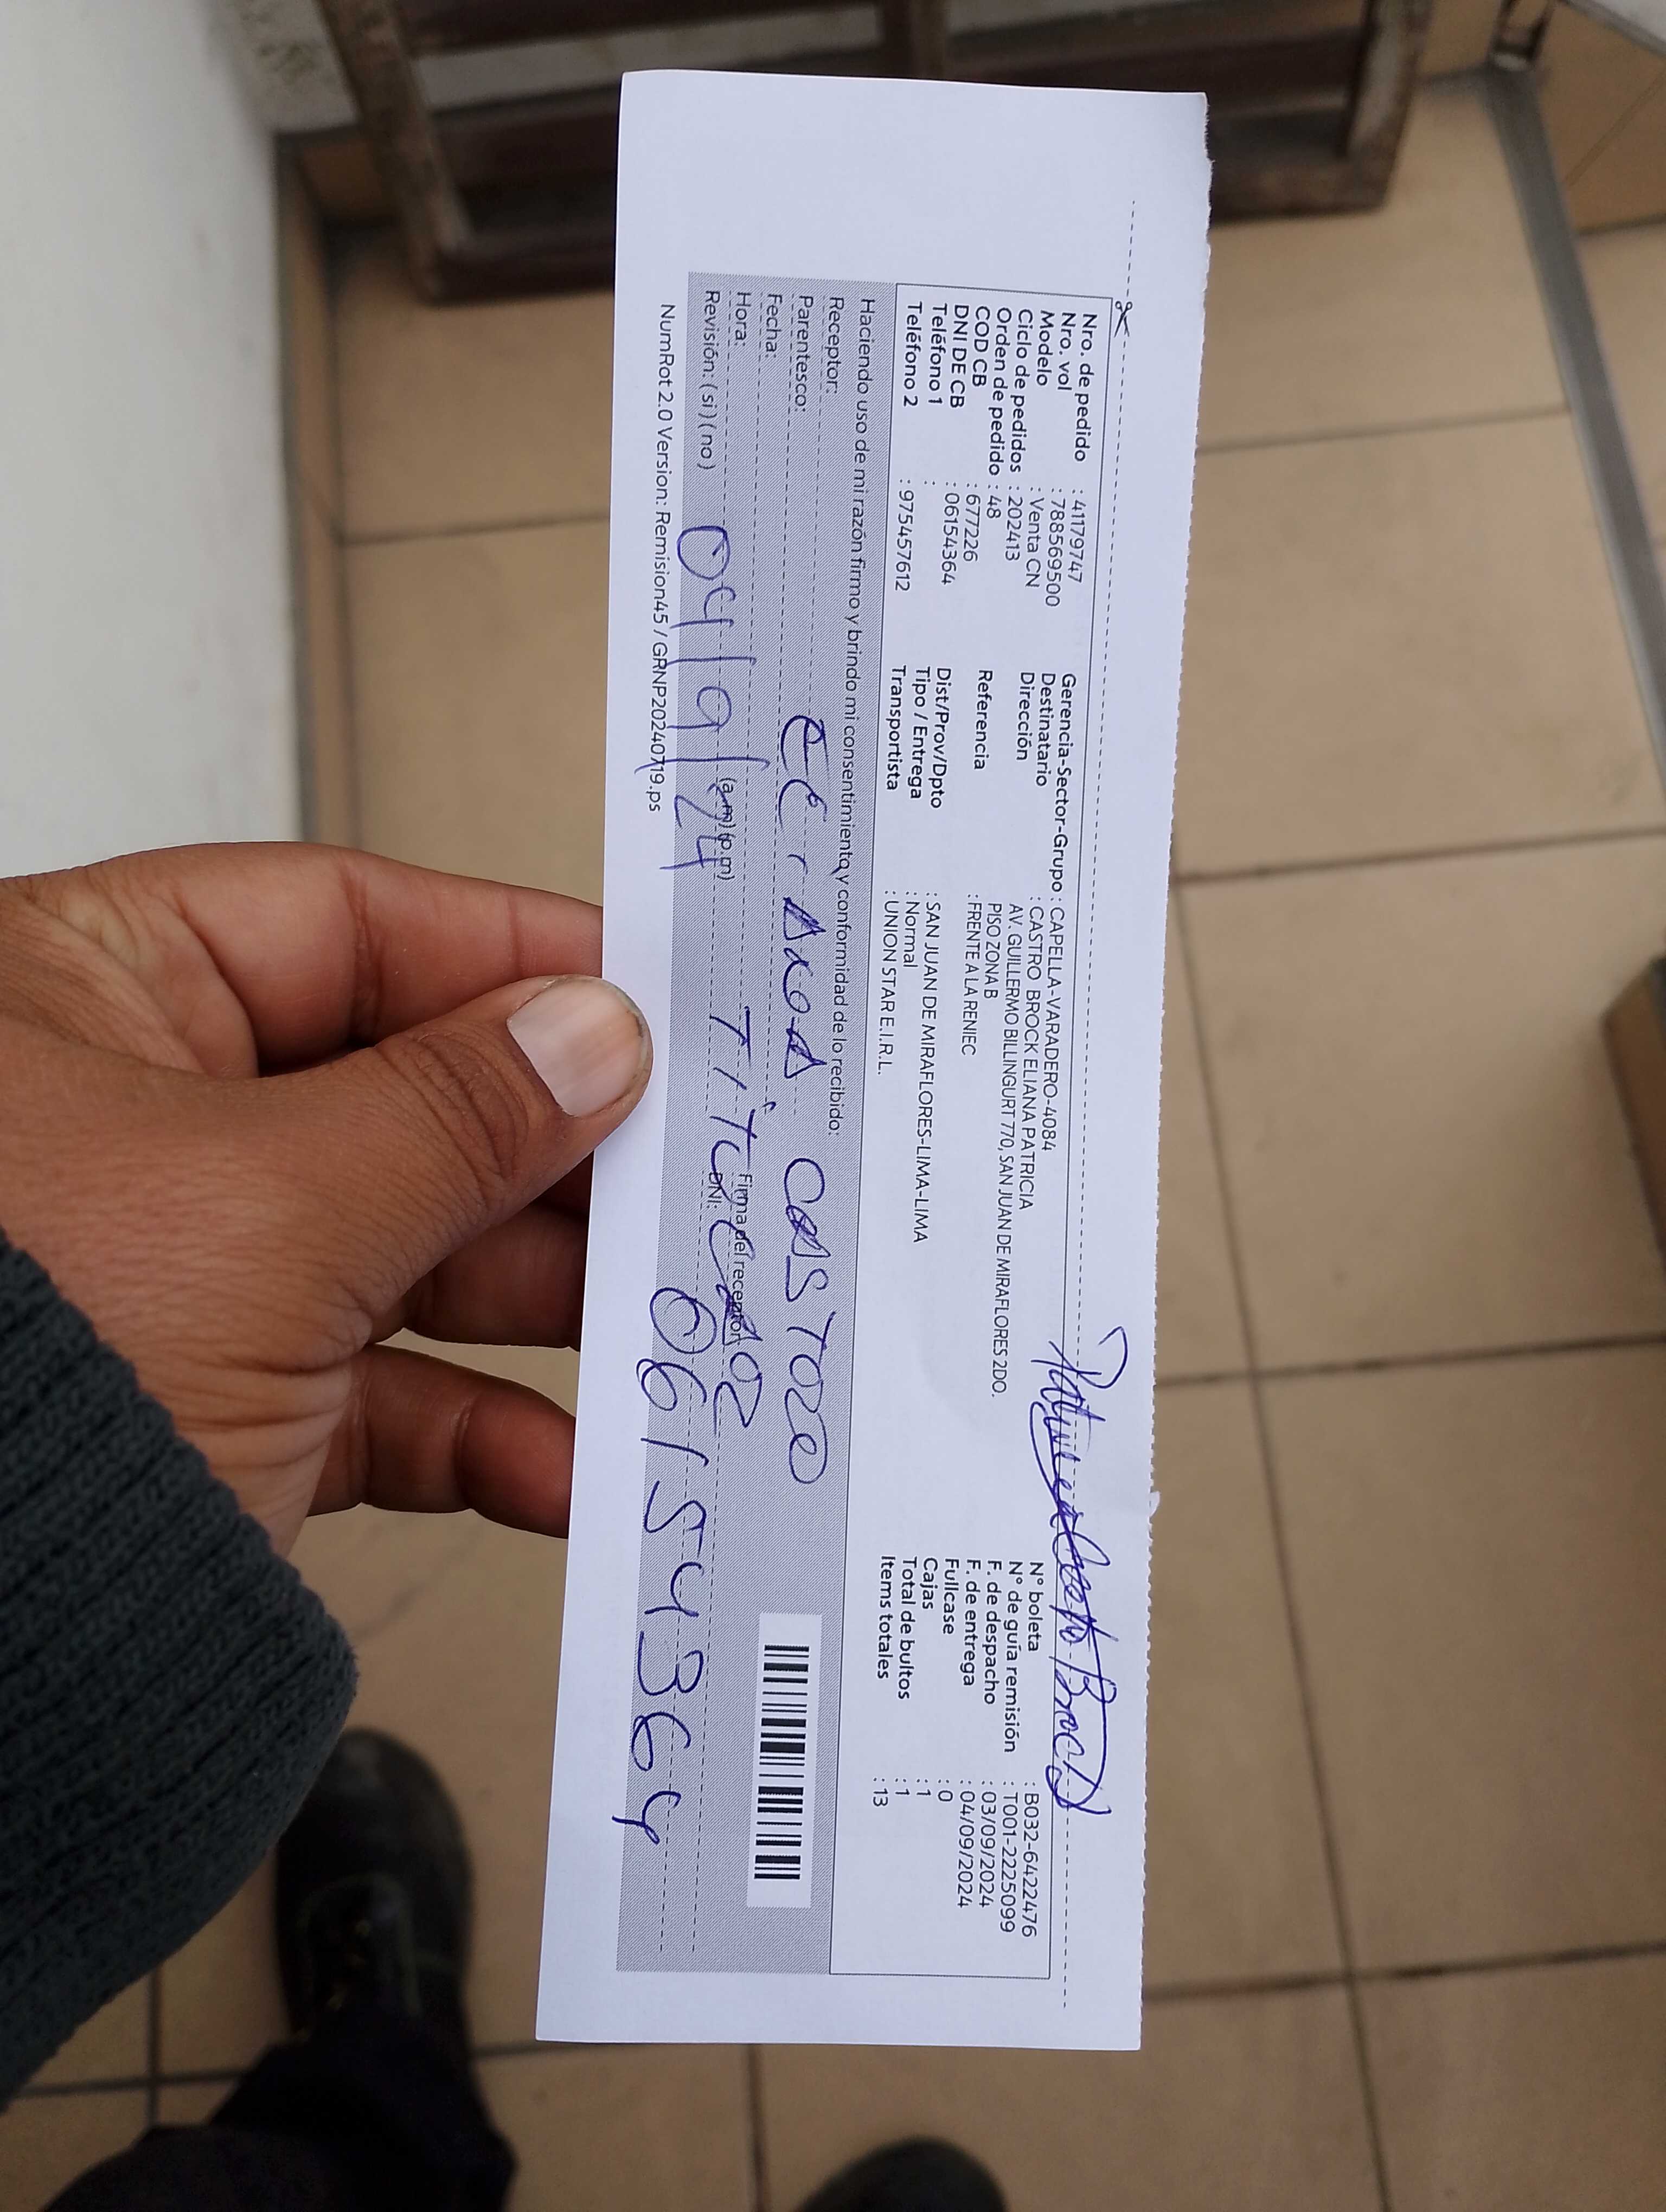 Nro. de pedido : 41179747
Nro. vol : 788569500
Modelo : Venta CN
Ciclo de pedidos : 202413
Orden de pedido : 48
COD CB : 677226
DNI DE CB : 06154364
Teléfono 1 :
Teléfono 2 : 975457612
Gerencia-Sector-Grupo : CAPELLA-VARADERO-4084
Destinatario : CASTRO BROCK ELIANA PATRICIA
Dirección AV. GUILLERMO BILLINGURT 770, SAN JUAN DE MIRAFLORES 2DO.
PISO ZONA B
Referencia : FRENTE A LA RENIEC
Dist/Prov/Dpto : SAN JUAN DE MIRAFLORES-LIMA-LIMA
Tipo / Entrega : Normal
Transportista : UNION STAR E.I.R.L.
N° boleta : B032-6422476
N° de guía remisión : T001-2225099
F. de despacho : 03/09/2024
F. de entrega : 04/09/2024
Fullcase : 0
Cajas : 1
Total de bultos : 1
Items totales : 13
Haciendo uso de mi razón firmo y brindo mi consentimiento y conformidad de lo recibido:
Receptor:
Parentesco: CASTRO
Fecha:
Hora: (a.m) (p.m) Firma del receptor
Revisión: ( si ) ( no ) 04/9/24 DNI: 06154364
NumRot 2.0 Version: Remision45 / GRNP20240719.ps